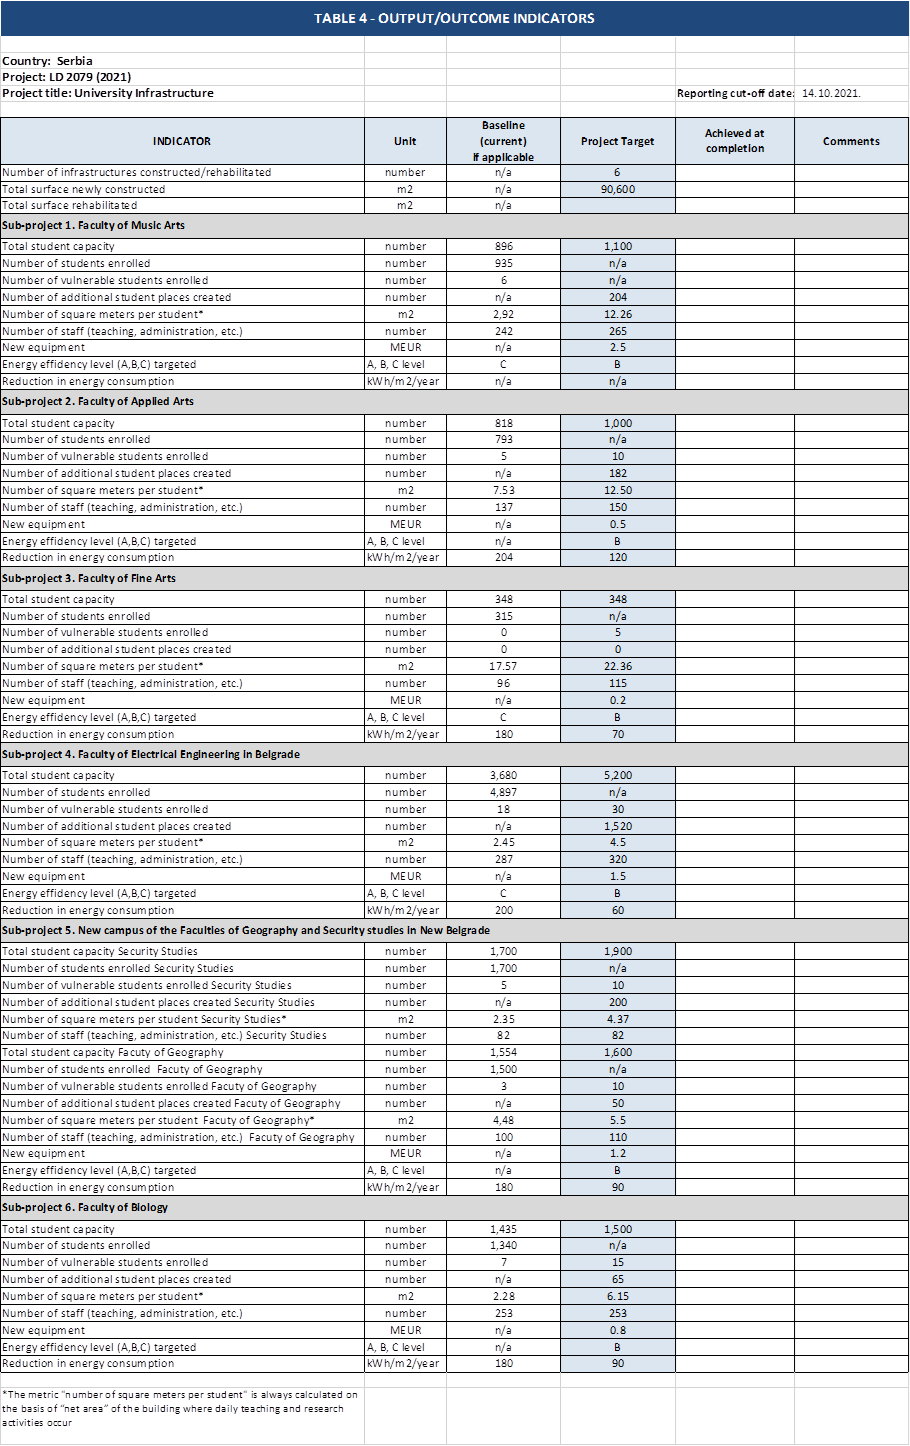 TABLE 4 - OUTPUT/OUTCOME INDICATORS
Country: Serbia
Project: LD 2079 (2021)
Project title: University Infrastructure Reporting cut-off date: 14.10.2021.
INDICATOR Unit Baseline (current) if applicable Project Target Achieved at completion Comments
Number of infrastructures constructed/rehabilitated number n/a 6
Total surface newly constructed m2 n/a 90,600
Total surface rehabilitated m2 n/a
Sub-project 1. Faculty of Music Arts
Total student capacity number 896 1,100
Number of students enrolled number 935 n/a
Number of vulnerable students enrolled number 6 n/a
Number of additional student places created number n/a 204
Number of square meters per student* m2 2,92 12.26
Number of staff (teaching, administration, etc.) number 242 265
New equipment MEUR n/a 2.5
Energy effidency level (A,B,C) targeted A, B, C level C B
Reduction in energy consumption kWh/m2/year n/a n/a
Sub-project 2. Faculty of Applied Arts
Total student capacity number 818 1,000
Number of students enrolled number 793 n/a
Number of vulnerable students enrolled number 5 10
Number of additional student places created number n/a 182
Number of square meters per student* m2 7.53 12.50
Number of staff (teaching, administration, etc.) number 137 150
New equipment MEUR n/a 0.5
Energy effidency level (A,B,C) targeted A, B, C level n/a B
Reduction in energy consumption kWh/m2/year 204 120
Sub-project 3. Faculty of Fine Arts
Total student capacity number 348 348
Number of students enrolled number 315 n/a
Number of vulnerable students enrolled number 0 5
Number of additional student places created number 0 0
Number of square meters per student* m2 17.57 22.36
Number of staff (teaching, administration, etc.) number 96 115
New equipment MEUR n/a 0.2
Energy effidency level (A,B,C) targeted A, B, C level C B
Reduction in energy consumption kWh/m2/year 180 70
Sub-project 4. Faculty of Electrical Engineering in Belgrade
Total student capacity number 3,680 5,200
Number of students enrolled number 4,897 n/a
Number of vulnerable students enrolled number 18 30
Number of additional student places created number n/a 1,520
Number of square meters per student* m2 2.45 4.5
Number of staff (teaching, administration, etc.) number 287 320
New equipment MEUR n/a 1.5
Energy effidency level (A,B,C) targeted A, B, C level C B
Reduction in energy consumption kWh/m2/year 200 60
Sub-project 5. New campus of the Faculties of Geography and Security studies in New Belgrade
Total student capacity Security Studies number 1,700 1,900
Number of students enrolled Security Studies number 1,700 n/a
Number of vulnerable students enrolled Security Studies number 5 10
Number of additional student places created Security Studies number n/a 200
Number of square meters per student Security Studies* m2 2.35 4.37
Number of staff (teaching, administration, etc.) Security Studies number 82 82
Total student capacity Facuty of Geography number 1,554 1,600
Number of students enrolled Facuty of Geography number 1,500 n/a
Number of vulnerable students enrolled Facuty of Geography number 3 10
Number of additional student places created Facuty of Geography number n/a 50
Number of square meters per student Facuty of Geography* m2 4,48 5.5
Number of staff (teaching, administration, etc.) Facuty of Geography number 100 110
New equipment MEUR n/a 1.2
Energy effidency level (A,B,C) targeted A, B, C level n/a B
Reduction in energy consumption kWh/m2/year 180 90
Sub-project 6. Faculty of Biology
Total student capacity number 1,435 1,500
Number of students enrolled number 1,340 n/a
Number of vulnerable students enrolled number 7 15
Number of additional student places created number n/a 65
Number of square meters per student* m2 2.28 6.15
Number of staff (teaching, administration, etc.) number 253 253
New equipment MEUR n/a 0.8
Energy effidency level (A,B,C) targeted A, B, C level n/a B
Reduction in energy consumption kWh/m2/year 180 90
*The metric "number of square meters per student" is always calculated on
the basis of "net area" of the building where daily teaching and research
activities occur